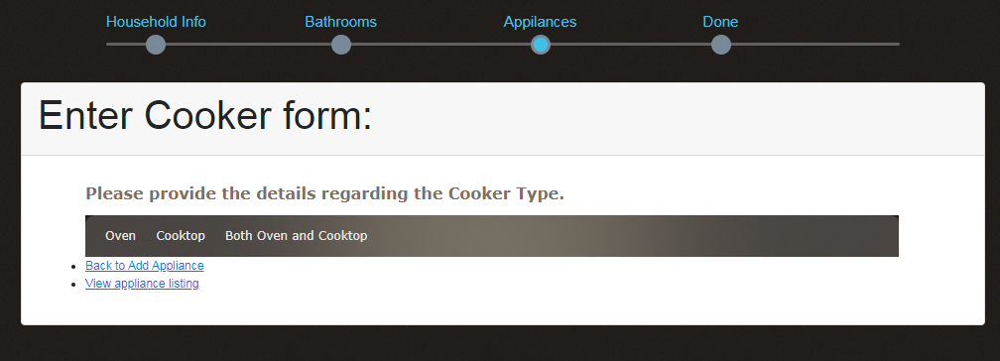 Household Info Bathrooms Appilances Done
Enter Cooker form:
Please provide the details regarding the Cooker Type.
Oven Cooktop Both Oven and Cooktop
Back to Add Appliance
View appliance listing